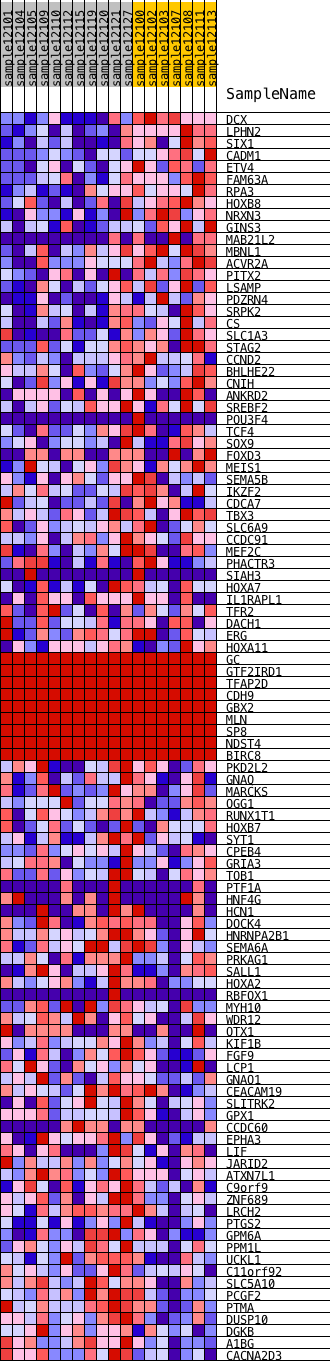 sample12101
sample12104
sample12105
sample12109
sample12110
sample12112
sample12115
sample12119
sample12120
sample12121
sample12122
sample12100
sample12102
sample12103
sample12107
sample12108
sample12111
sample12113
SampleName
DCX
LPHN2
SIX1
CADM1
ETV4
FAM63A
RPA3
HOXB8
NRXN3
GINS3
MAB21L2
MBNL1
ACVR2A
PITX2
LSAMP
PDZRN4
SRPK2
CS
SLC1A3
STAG2
CCND2
BHLHE22
CNIH
ANKRD2
SREBF2
POU3F4
TCF4
SOX9
FOXD3
MEIS1
SEMA5B
IKZF2
CDCA7
TBX3
SLC6A9
CCDC91
MEF2C
PHACTR3
SIAH3
HOXA7
IL1RAPL1
TFR2
DACH1
ERG
HOXA11
GC
GTF2IRD1
TFAP2D
CDH9
GBX2
MLN
SP8
NDST4
BIRC8
PKD2L2
GNAO
MARCKS
OGG1
RUNX1T1
HOXB7
SYT1
CPEB4
GRIA3
TOB1
PTF1A
HNF4G
HCN1
DOCK4
HNRNPA2B1
SEMA6A
PRKAG1
SALL1
HOXA2
RBFOX1
MYH10
WDR12
OTX1
KIF1B
FGF9
LCP1
GNAO1
CEACAM19
SLITRK2
GPX1
CCDC60
EPHA3
LIF
JARID2
ATXN7L1
C9orf9
ZNF689
LRCH2
PTGS2
GPM6A
PPM1L
UCKL1
C11orf92
SLC5A10
PCGF2
PTMA
DUSP10
DGKB
A1BG
CACNA2D3